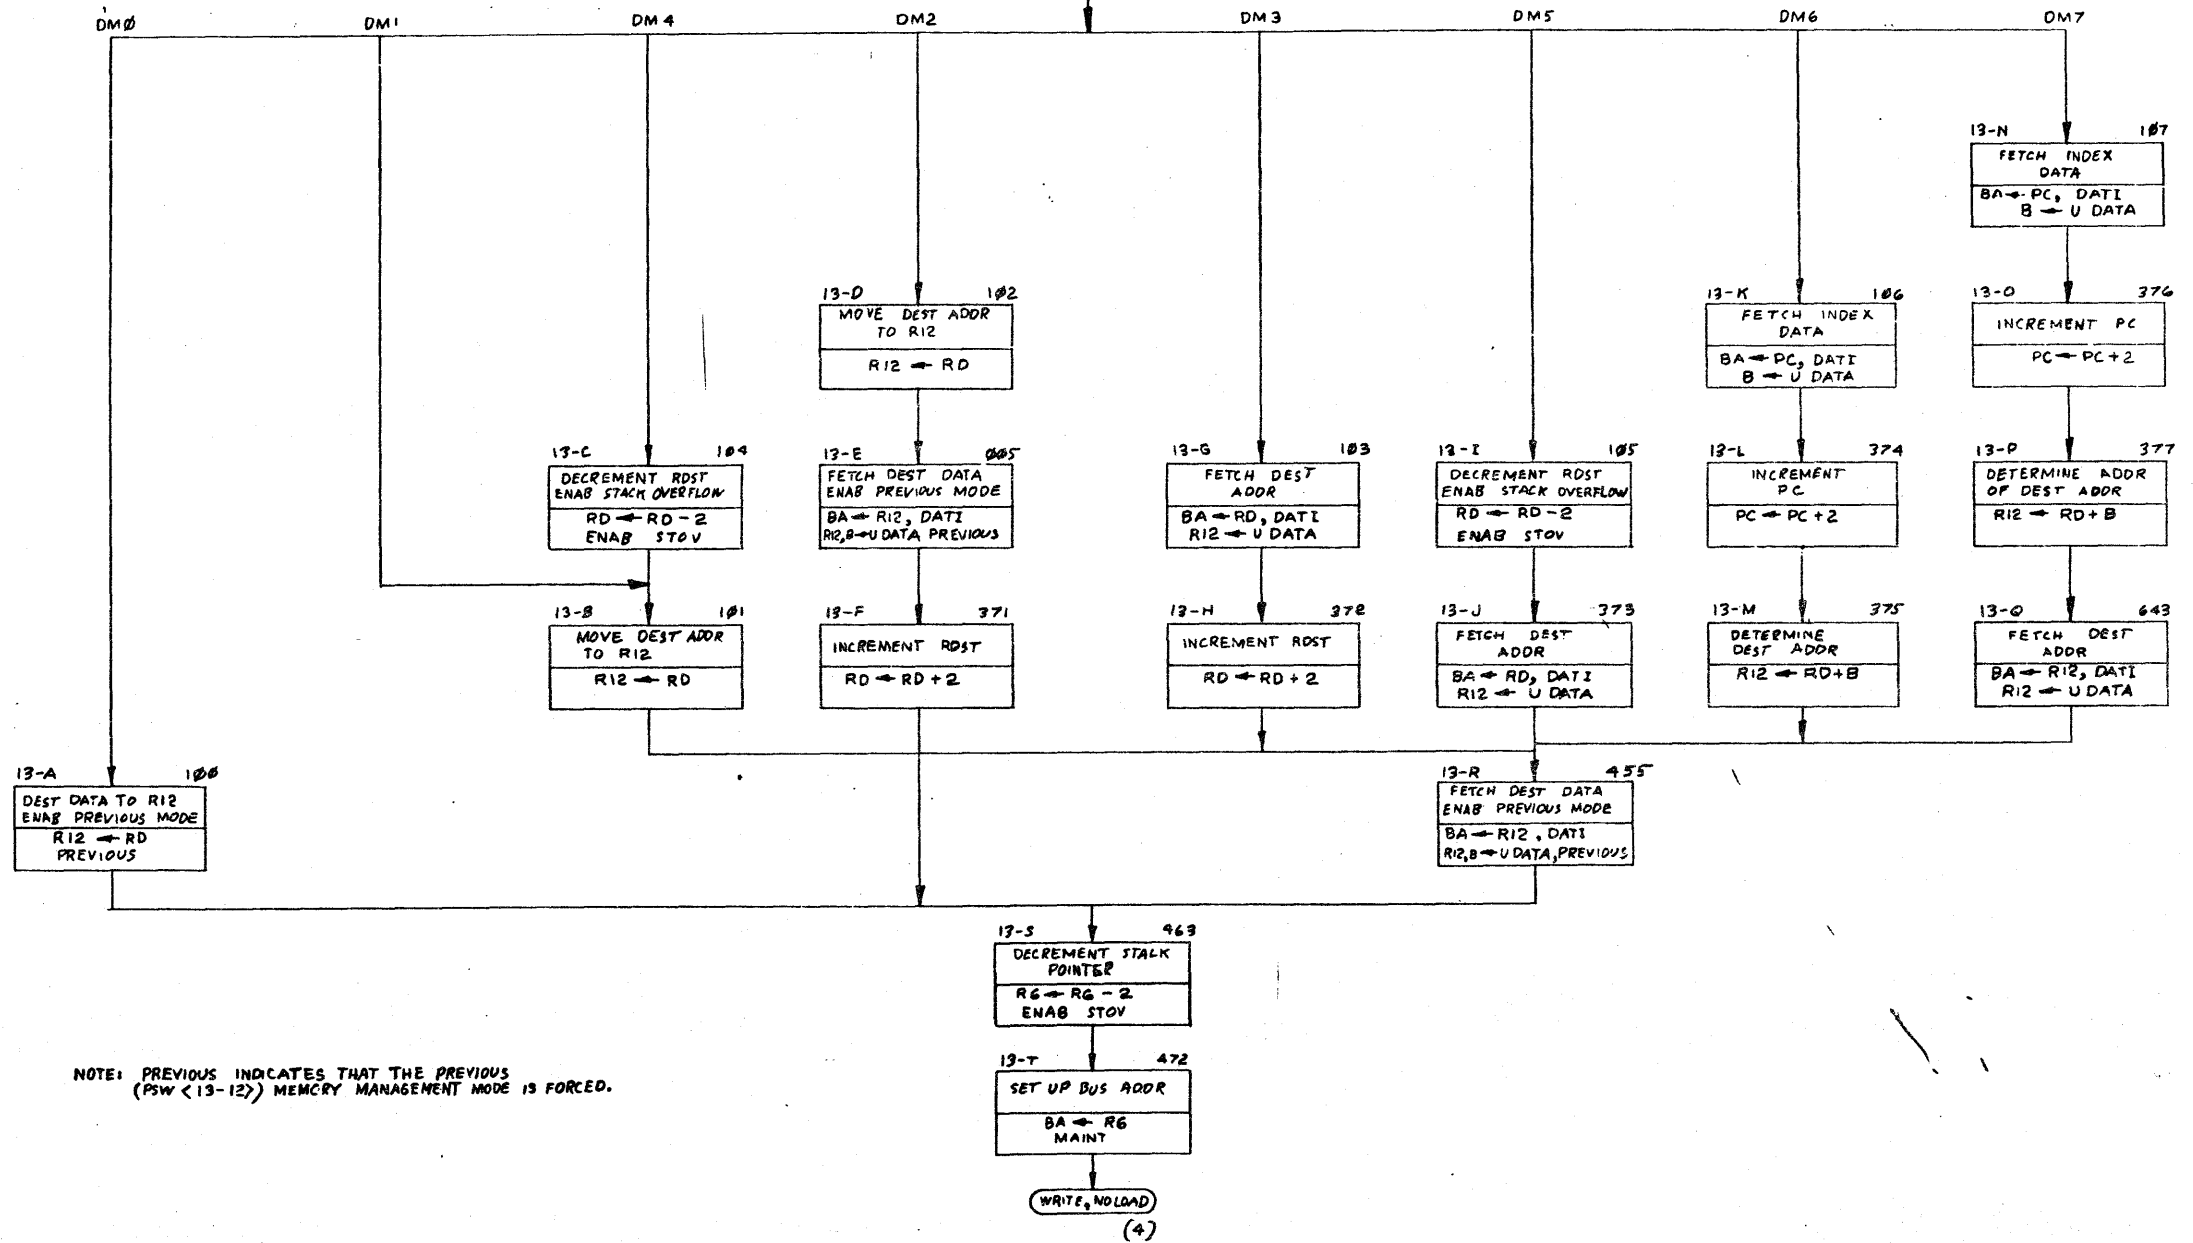 DMØ DM1 DM4 DM2 DM3 DM5 DM6 DM7
13-N 1Ø7
FETCH INDEX
DATA
BA ← PC, DATI
B ← U DATA
13-D 1Ø2
MOVE DEST ADDR
TO R12
R12 ← RD
13-K 1Ø6
FETCH INDEX
DATA
BA ← PC, DATI
B ← U DATA
13-O 376
INCREMENT PC
PC ← PC + 2
13-C 1Ø4
DECREMENT RDST
ENAB STACK OVERFLOW
RD ← RD - 2
ENAB STOV
13-E ØØ5
FETCH DEST DATA
ENAB PREVIOUS MODE
BA ← R12, DATI
R12,B ← U DATA PREVIOUS
13-G 1Ø3
FETCH DEST
ADDR
BA ← RD, DATI
R12 ← U DATA
13-I 1Ø5
DECREMENT RDST
ENAB STACK OVERFLOW
RD ← RD - 2
ENAB STOV
13-L 374
INCREMENT
PC
PC ← PC + 2
13-P 377
DETERMINE ADDR
OF DEST ADDR
R12 ← RD + B
13-B 1Ø1
MOVE DEST ADDR
TO R12
R12 ← RD
13-F 371
INCREMENT RDST
RD ← RD + 2
13-H 372
INCREMENT RDST
RD ← RD + 2
13-J 373
FETCH DEST
ADDR
BA ← RD, DATI
R12 ← U DATA
13-M 375
DETERMINE
DEST ADDR
R12 ← RD+B
13-Q 643
FETCH DEST
ADDR
BA ← R12, DATI
R12 ← U DATA
13-A 1ØØ
DEST DATA TO R12
ENAB PREVIOUS MODE
R12 ← RD
PREVIOUS
13-R 455
FETCH DEST DATA
ENAB PREVIOUS MODE
BA ← R12, DATI
R12,B ← U DATA, PREVIOUS
13-S 463
DECREMENT STALK
POINTER
R6 ← R6 - 2
ENAB STOV
13-T 472
SET UP BUS ADDR
BA ← R6
MAINT
WRITE, NO LOAD
(4)
NOTE: PREVIOUS INDICATES THAT THE PREVIOUS
(PSW <13-12>) MEMORY MANAGEMENT MODE IS FORCED.